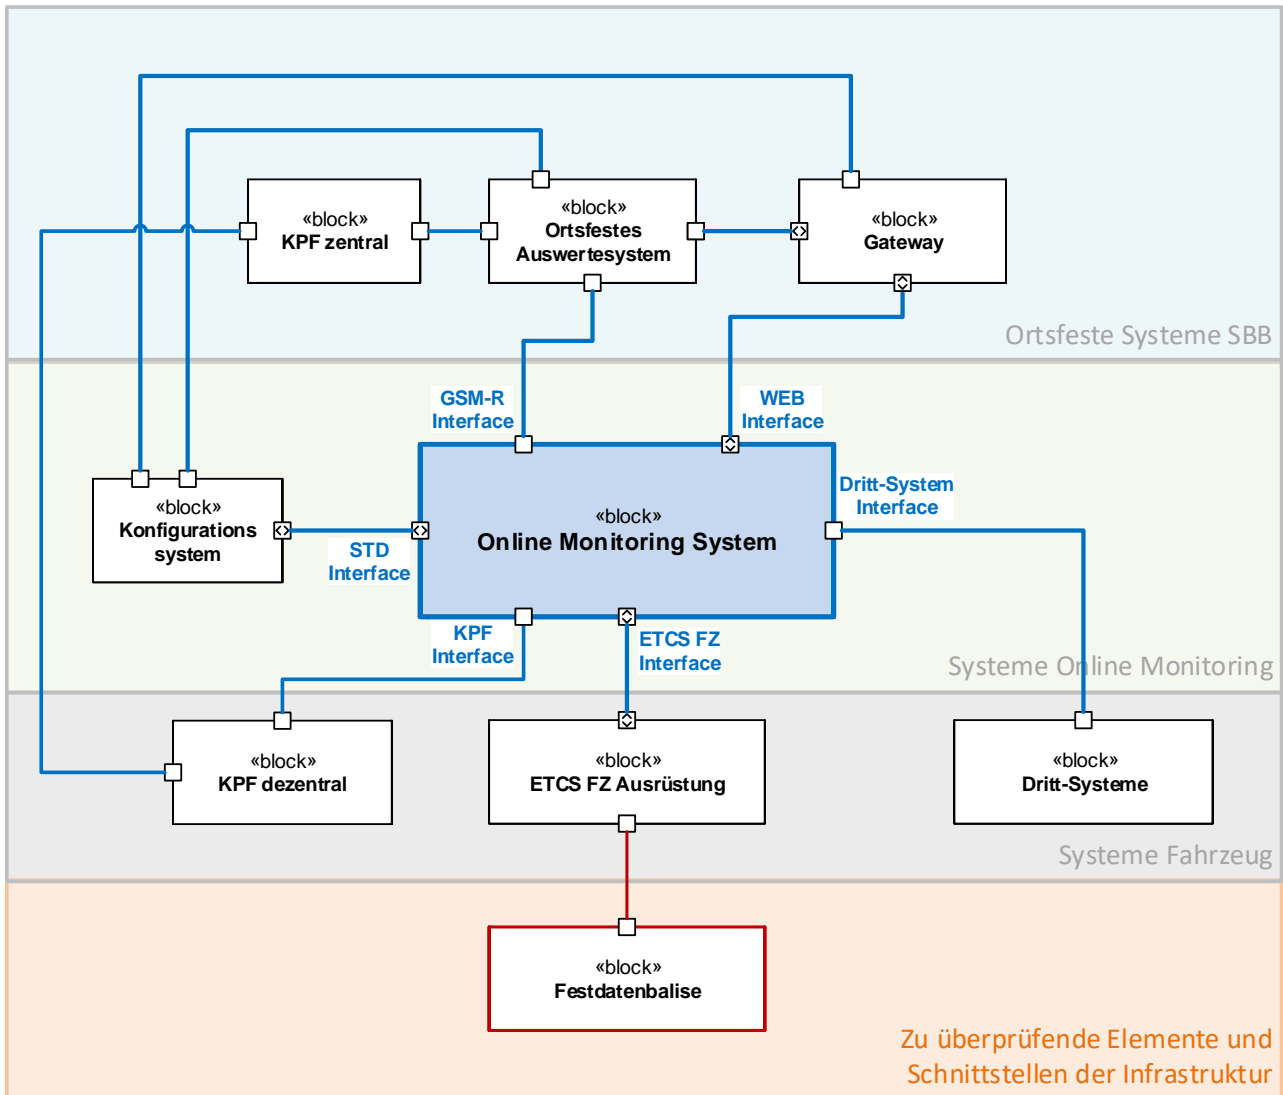 «block»
KPF zentral
«block»
Ortsfestes
Auswertesystem
«block»
Gateway
Ortsfeste Systeme SBB
GSM-R
Interface
WEB
Interface
«block»
Konfigurations
system
STD
Interface
«block»
Online Monitoring System
Dritt-System
Interface
KPF
Interface
ETCS FZ
Interface
Systeme Online Monitoring
«block»
KPF dezentral
«block»
ETCS FZ Ausrüstung
«block»
Dritt-Systeme
Systeme Fahrzeug
«block»
Festdatenbalise
Zu überprüfende Elemente und
Schnittstellen der Infrastruktur